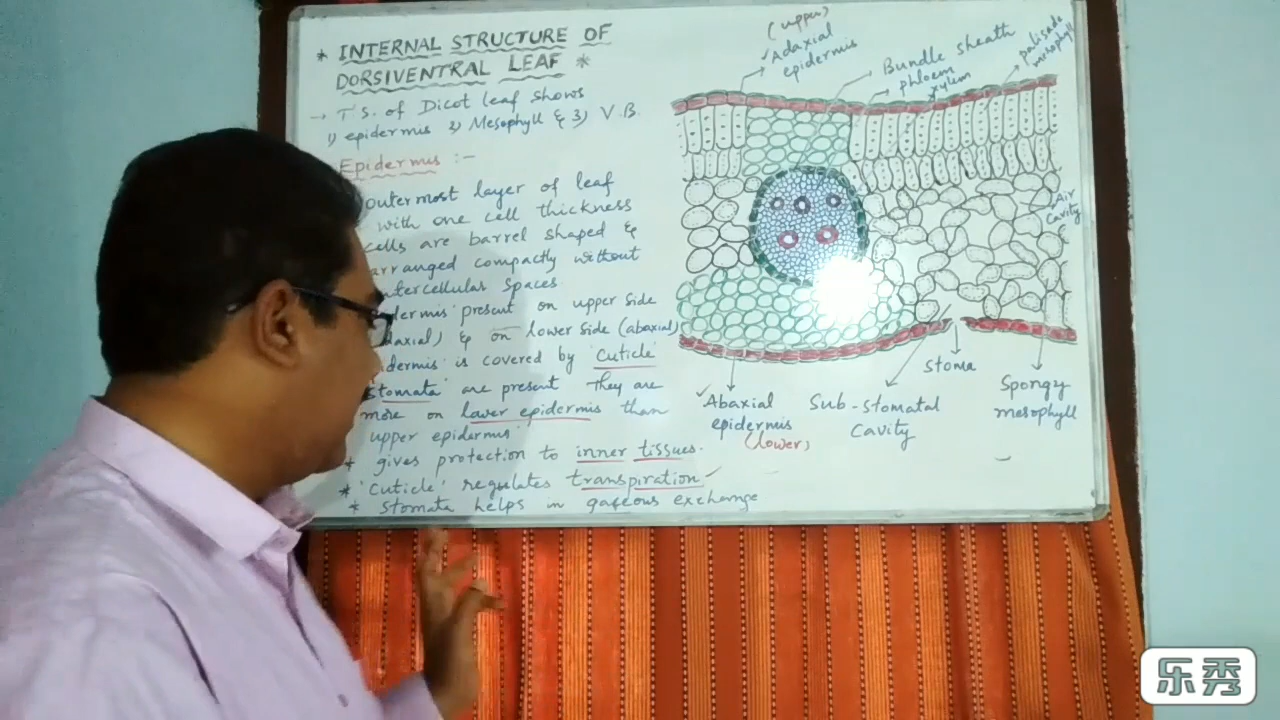 * INTERNAL STRUCTURE OF
DORSIVENTRAL LEAF *
→ T.S. of Dicot leaf shows
1) epidermis 2) Mesophyll & 3) V.B.
Epidermis :-
outermost layer of leaf
with one cell thickness
cells are barrel shaped &
arranged compactly without
intercellular spaces
present on upper side
& on lower side (abaxial)
is covered by 'cuticle'
'Stomata' are present They are
more on lower epidermis than
upper epidermis
* gives protection to inner tissues.
* 'Cuticle' regulates transpiration ✓
* Stomata helps in gaseous exchange
(upper)
✓Adaxial
epidermis
Bundle sheath
phloem
xylem
palisade
mesophyll
Air
cavity
Stoma
✓Abaxial
epidermis
(lower)
Sub-stomatal
cavity
Spongy
mesophyll
乐秀